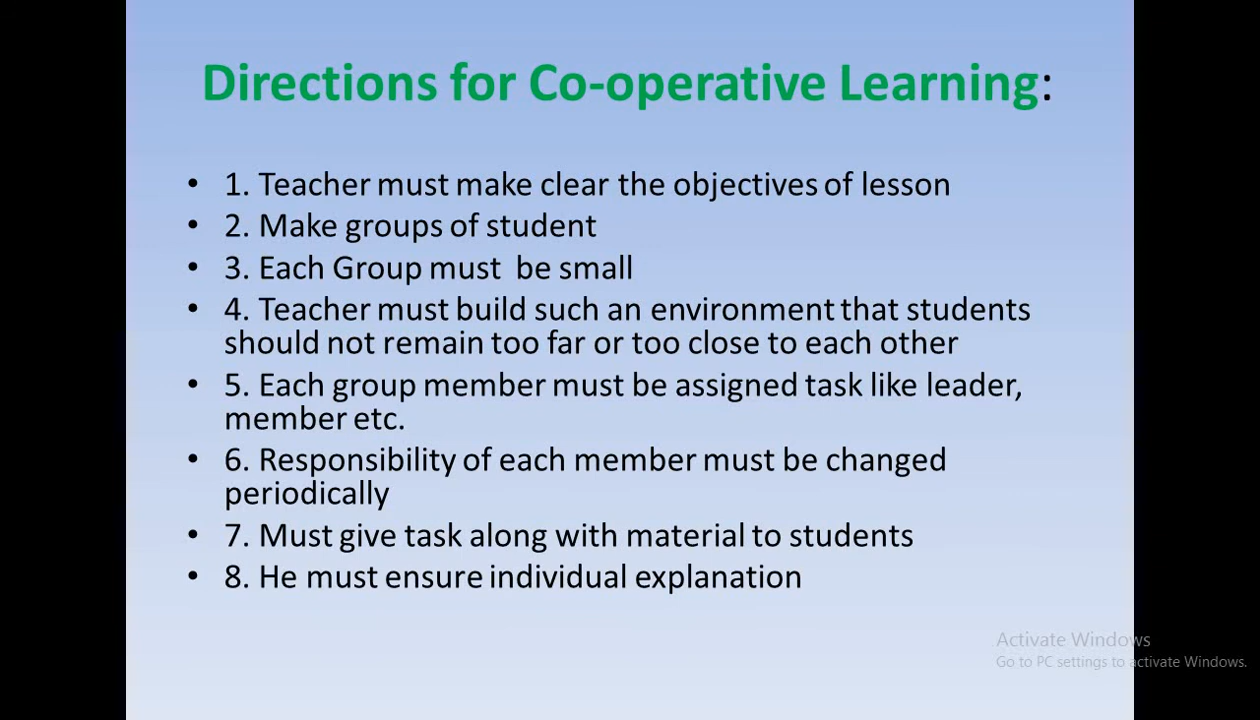 Directions for Co-operative Learning:
• 1. Teacher must make clear the objectives of lesson
• 2. Make groups of student
• 3. Each Group must  be small
• 4. Teacher must build such an environment that students
should not remain too far or too close to each other
• 5. Each group member must be assigned task like leader,
member etc.
• 6. Responsibility of each member must be changed
periodically
• 7. Must give task along with material to students
• 8. He must ensure individual explanation
Activate Windows
Go to PC settings to activate Windows.